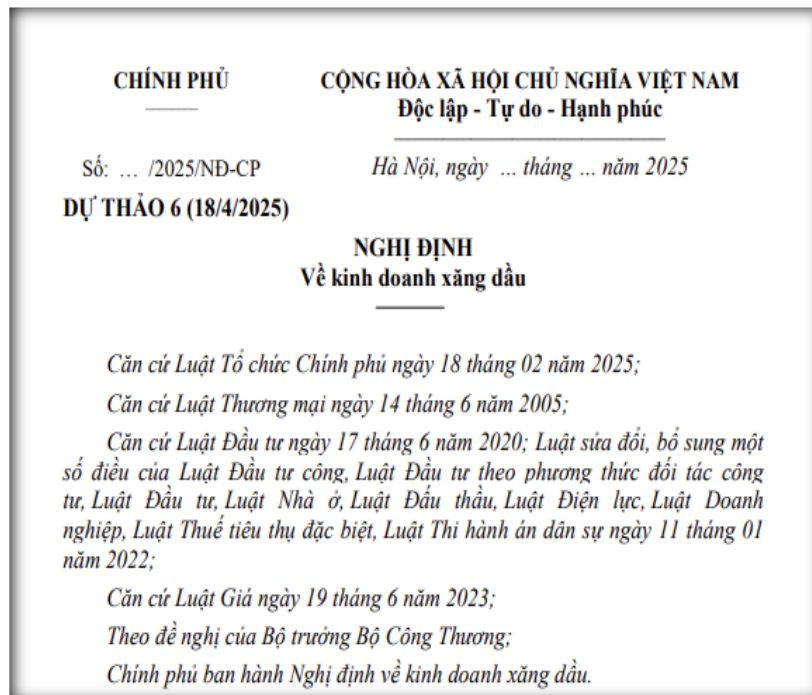 CHÍNH PHỦ
CỘNG HÒA XÃ HỘI CHỦ NGHĨA VIỆT NAM
Độc lập - Tự do - Hạnh phúc
Số: ... /2025/NĐ-CP
Hà Nội, ngày ... tháng ... năm 2025
DỰ THẢO 6 (18/4/2025)
NGHỊ ĐỊNH
Về kinh doanh xăng dầu
Căn cứ Luật Tổ chức Chính phủ ngày 18 tháng 02 năm 2025;
Căn cứ Luật Thương mại ngày 14 tháng 6 năm 2005;
Căn cứ Luật Đầu tư ngày 17 tháng 6 năm 2020; Luật sửa đổi, bổ sung một
số điều của Luật Đầu tư công, Luật Đầu tư theo phương thức đối tác công
tư, Luật Đầu tư, Luật Nhà ở, Luật Đấu thầu, Luật Điện lực, Luật Doanh
nghiệp, Luật Thuế tiêu thụ đặc biệt, Luật Thi hành án dân sự ngày 11 tháng 01
năm 2022;
Căn cứ Luật Giá ngày 19 tháng 6 năm 2023;
Theo đề nghị của Bộ trưởng Bộ Công Thương;
Chính phủ ban hành Nghị định về kinh doanh xăng dầu.